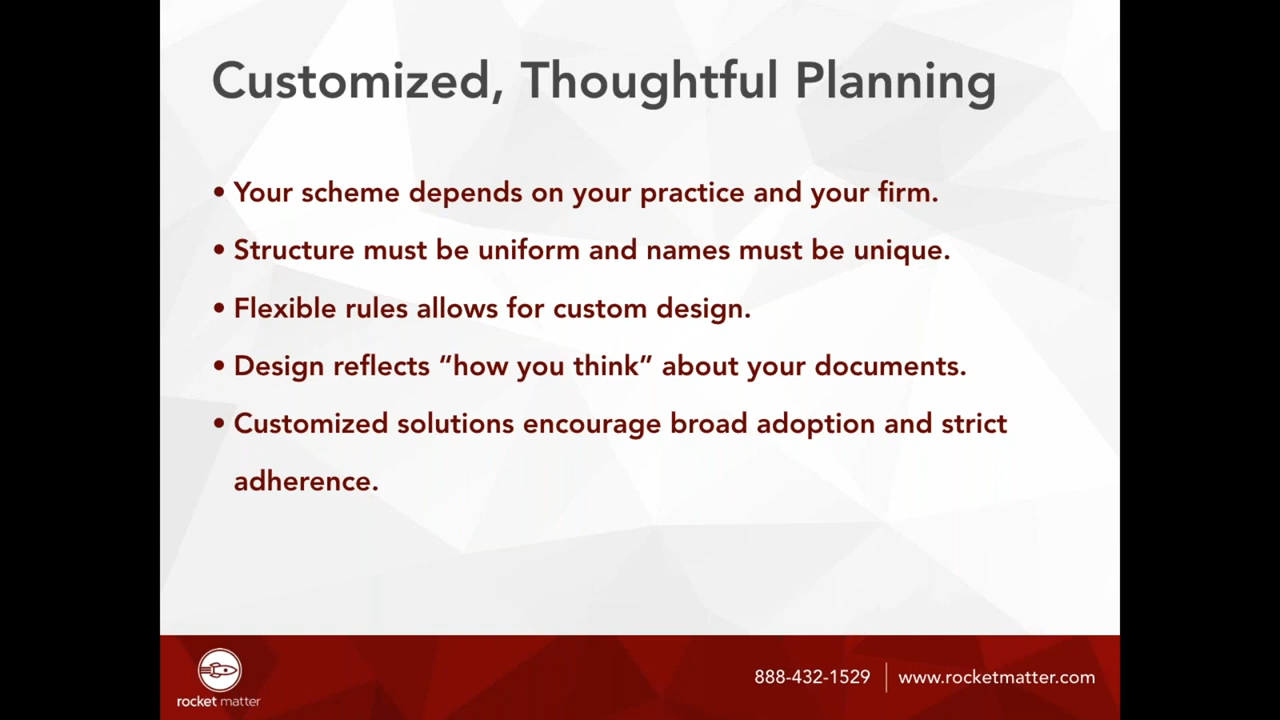 Customized, Thoughtful Planning
• Your scheme depends on your practice and your firm.
• Structure must be uniform and names must be unique.
• Flexible rules allows for custom design.
• Design reflects “how you think” about your documents.
• Customized solutions encourage broad adoption and strict
adherence.
rocket matter
888-432-1529 | www.rocketmatter.com